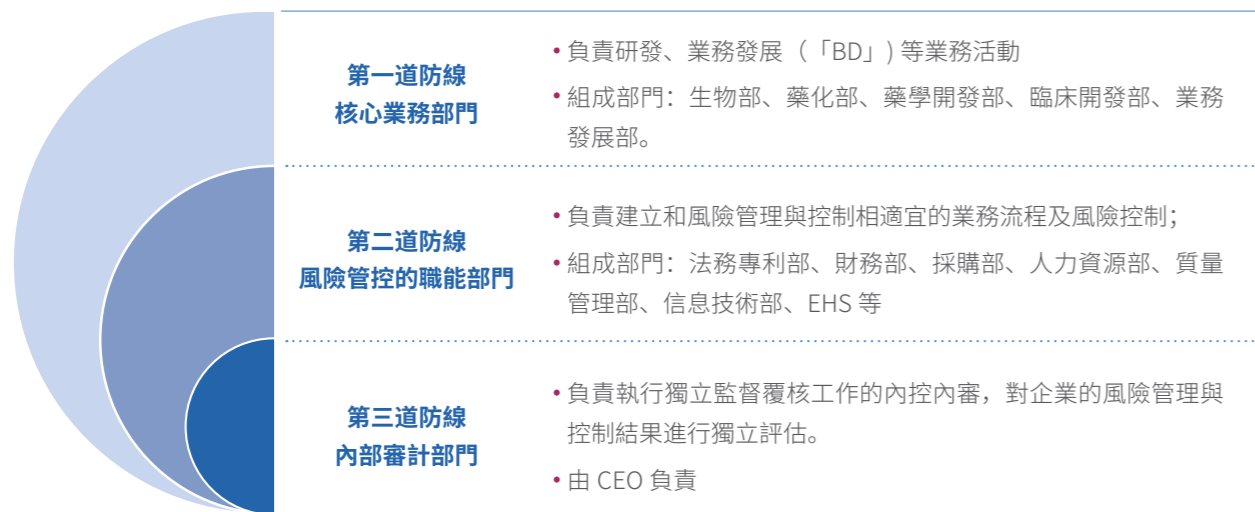 第一道防線
核心業務部門
• 負責研發、業務發展（「BD」) 等業務活動
• 組成部門：生物部、藥化部、藥學開發部、臨床開發部、業務
發展部。
第二道防線
風險管控的職能部門
• 負責建立和風險管理與控制相適宜的業務流程及風險控制；
• 組成部門：法務專利部、財務部、採購部、人力資源部、質量
管理部、信息技術部、EHS 等
第三道防線
內部審計部門
• 負責執行獨立監督覆核工作的內控內審，對企業的風險管理與
控制結果進行獨立評估。
• 由 CEO 負責